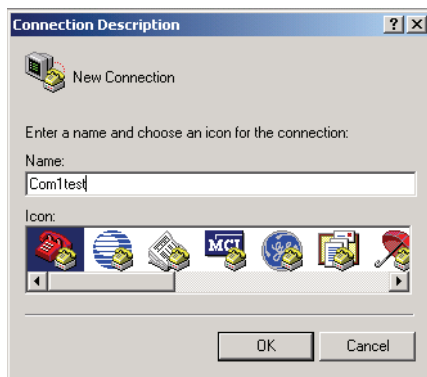 Connection Description
New Connection
Enter a name and choose an icon for the connection:
Name:
Com1test
Icon:
MCI
OK
Cancel